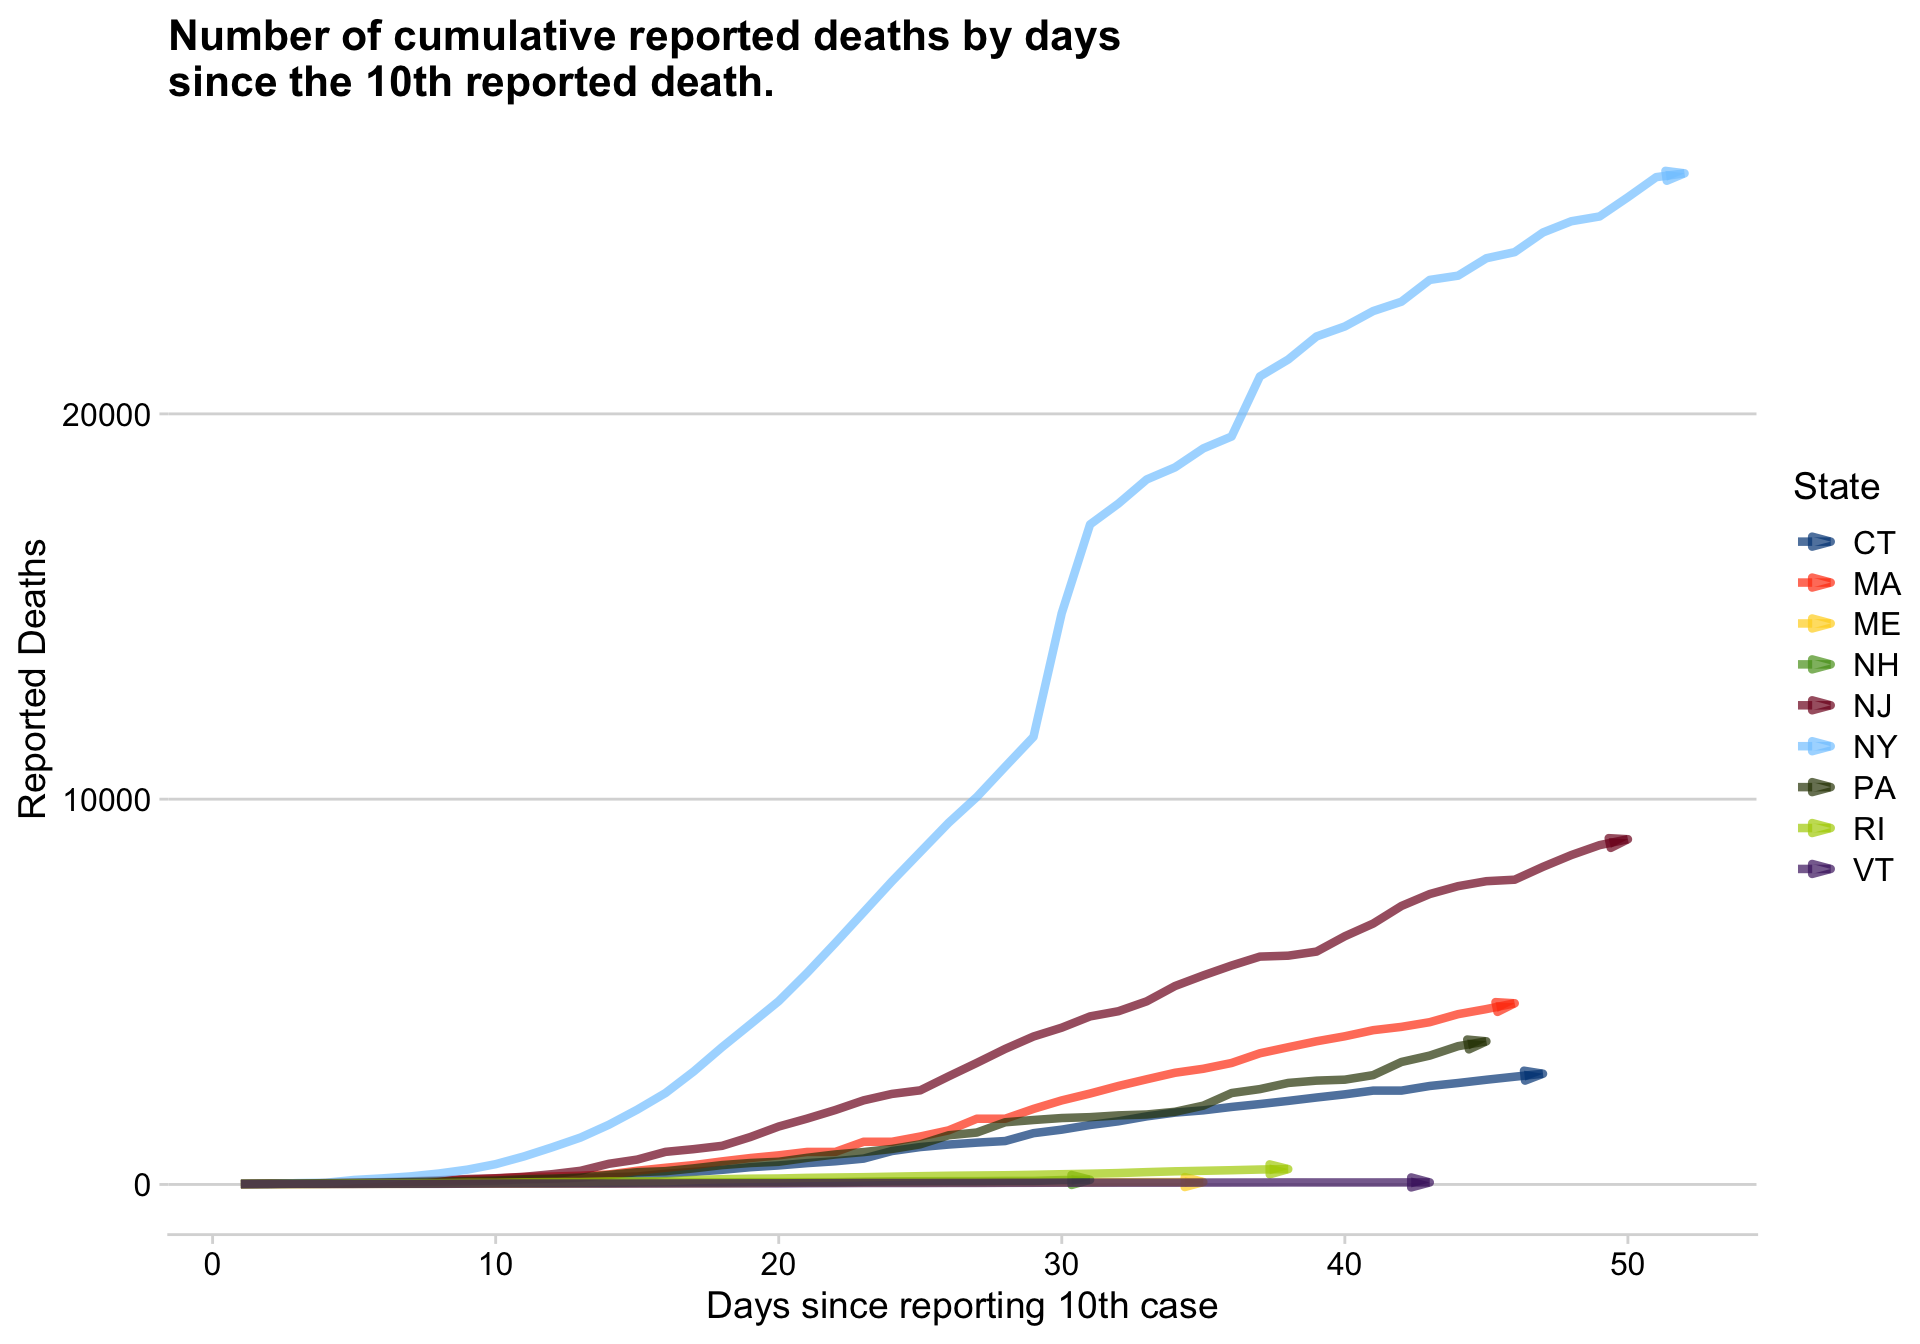 Number of cumulative reported deaths by days
since the 10th reported death.
Reported Deaths
20000
10000
0
0
10
20
30
40
50
Days since reporting 10th case
State
CT
MA
ME
NH
NJ
NY
PA
RI
VT